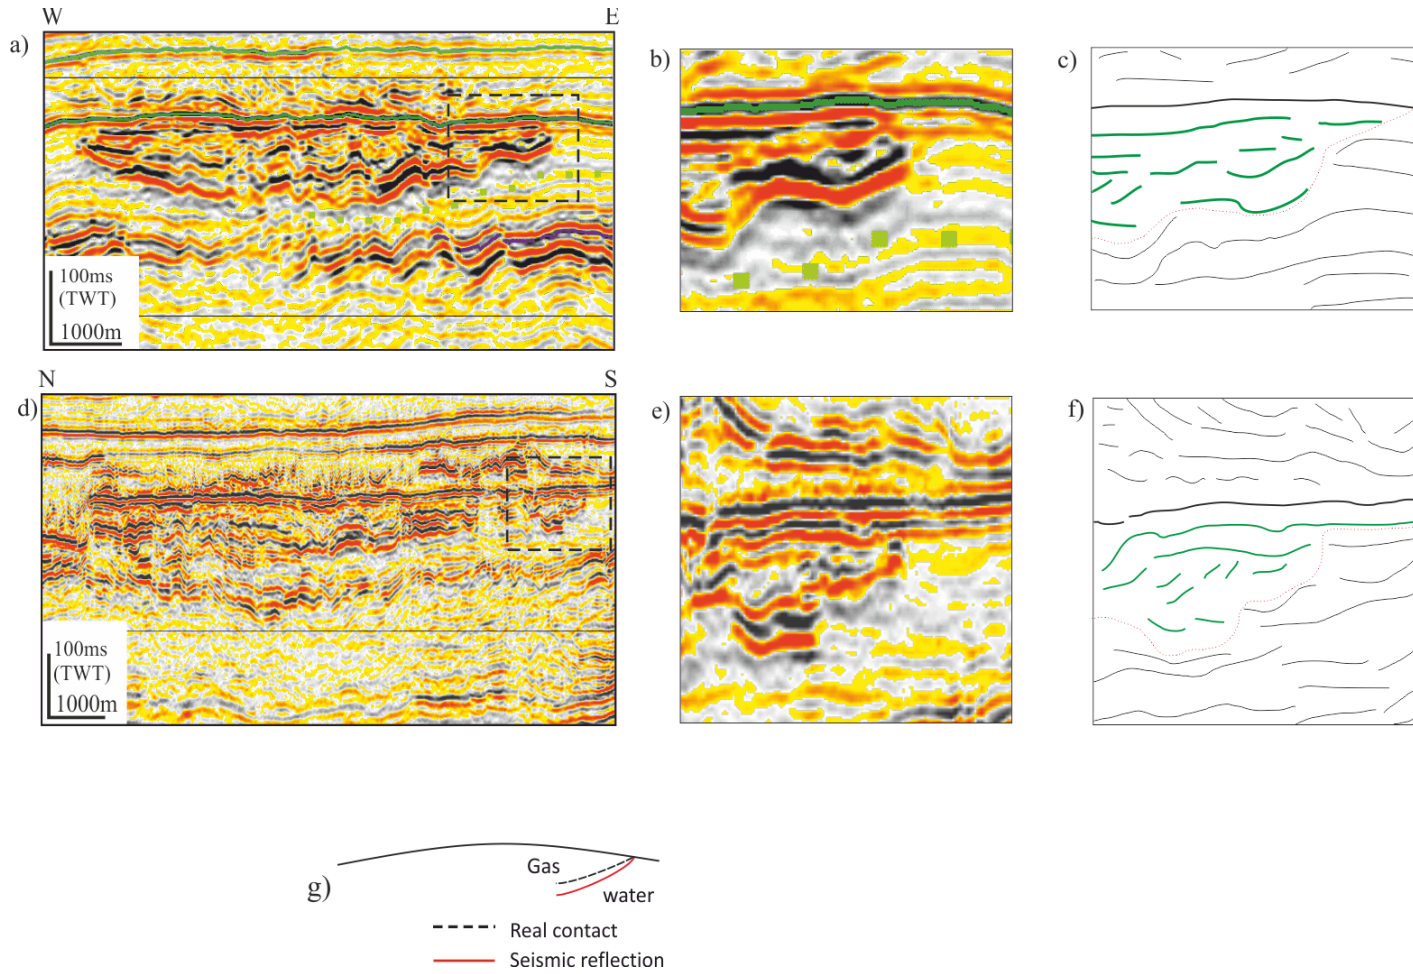 W E
a)
b)
c)
100ms
(TWT)
1000m
N S
d)
e)
f)
100ms
(TWT)
1000m
Gas
g)
water
Real contact
Seismic reflection